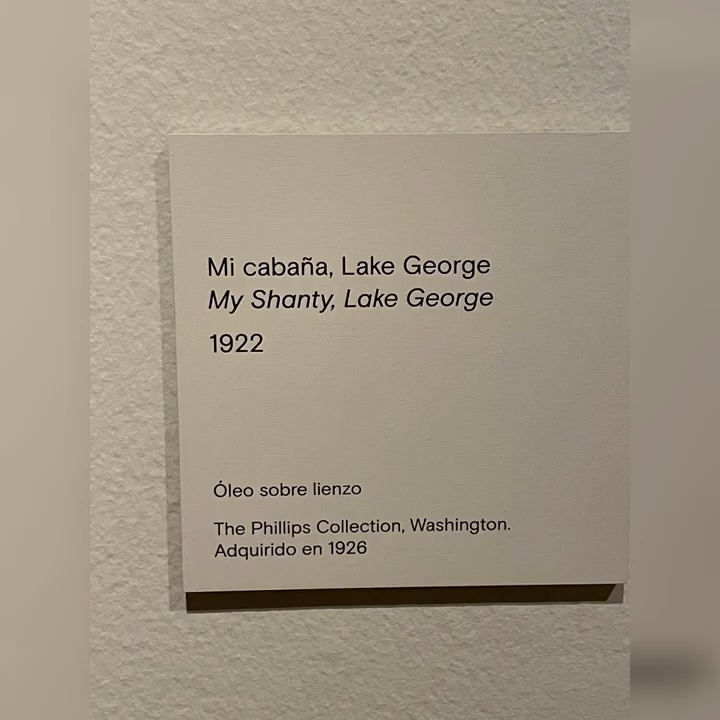 Mi cabaña, Lake George
My Shanty, Lake George
1922
Óleo sobre lienzo
The Phillips Collection, Washington.
Adquirido en 1926